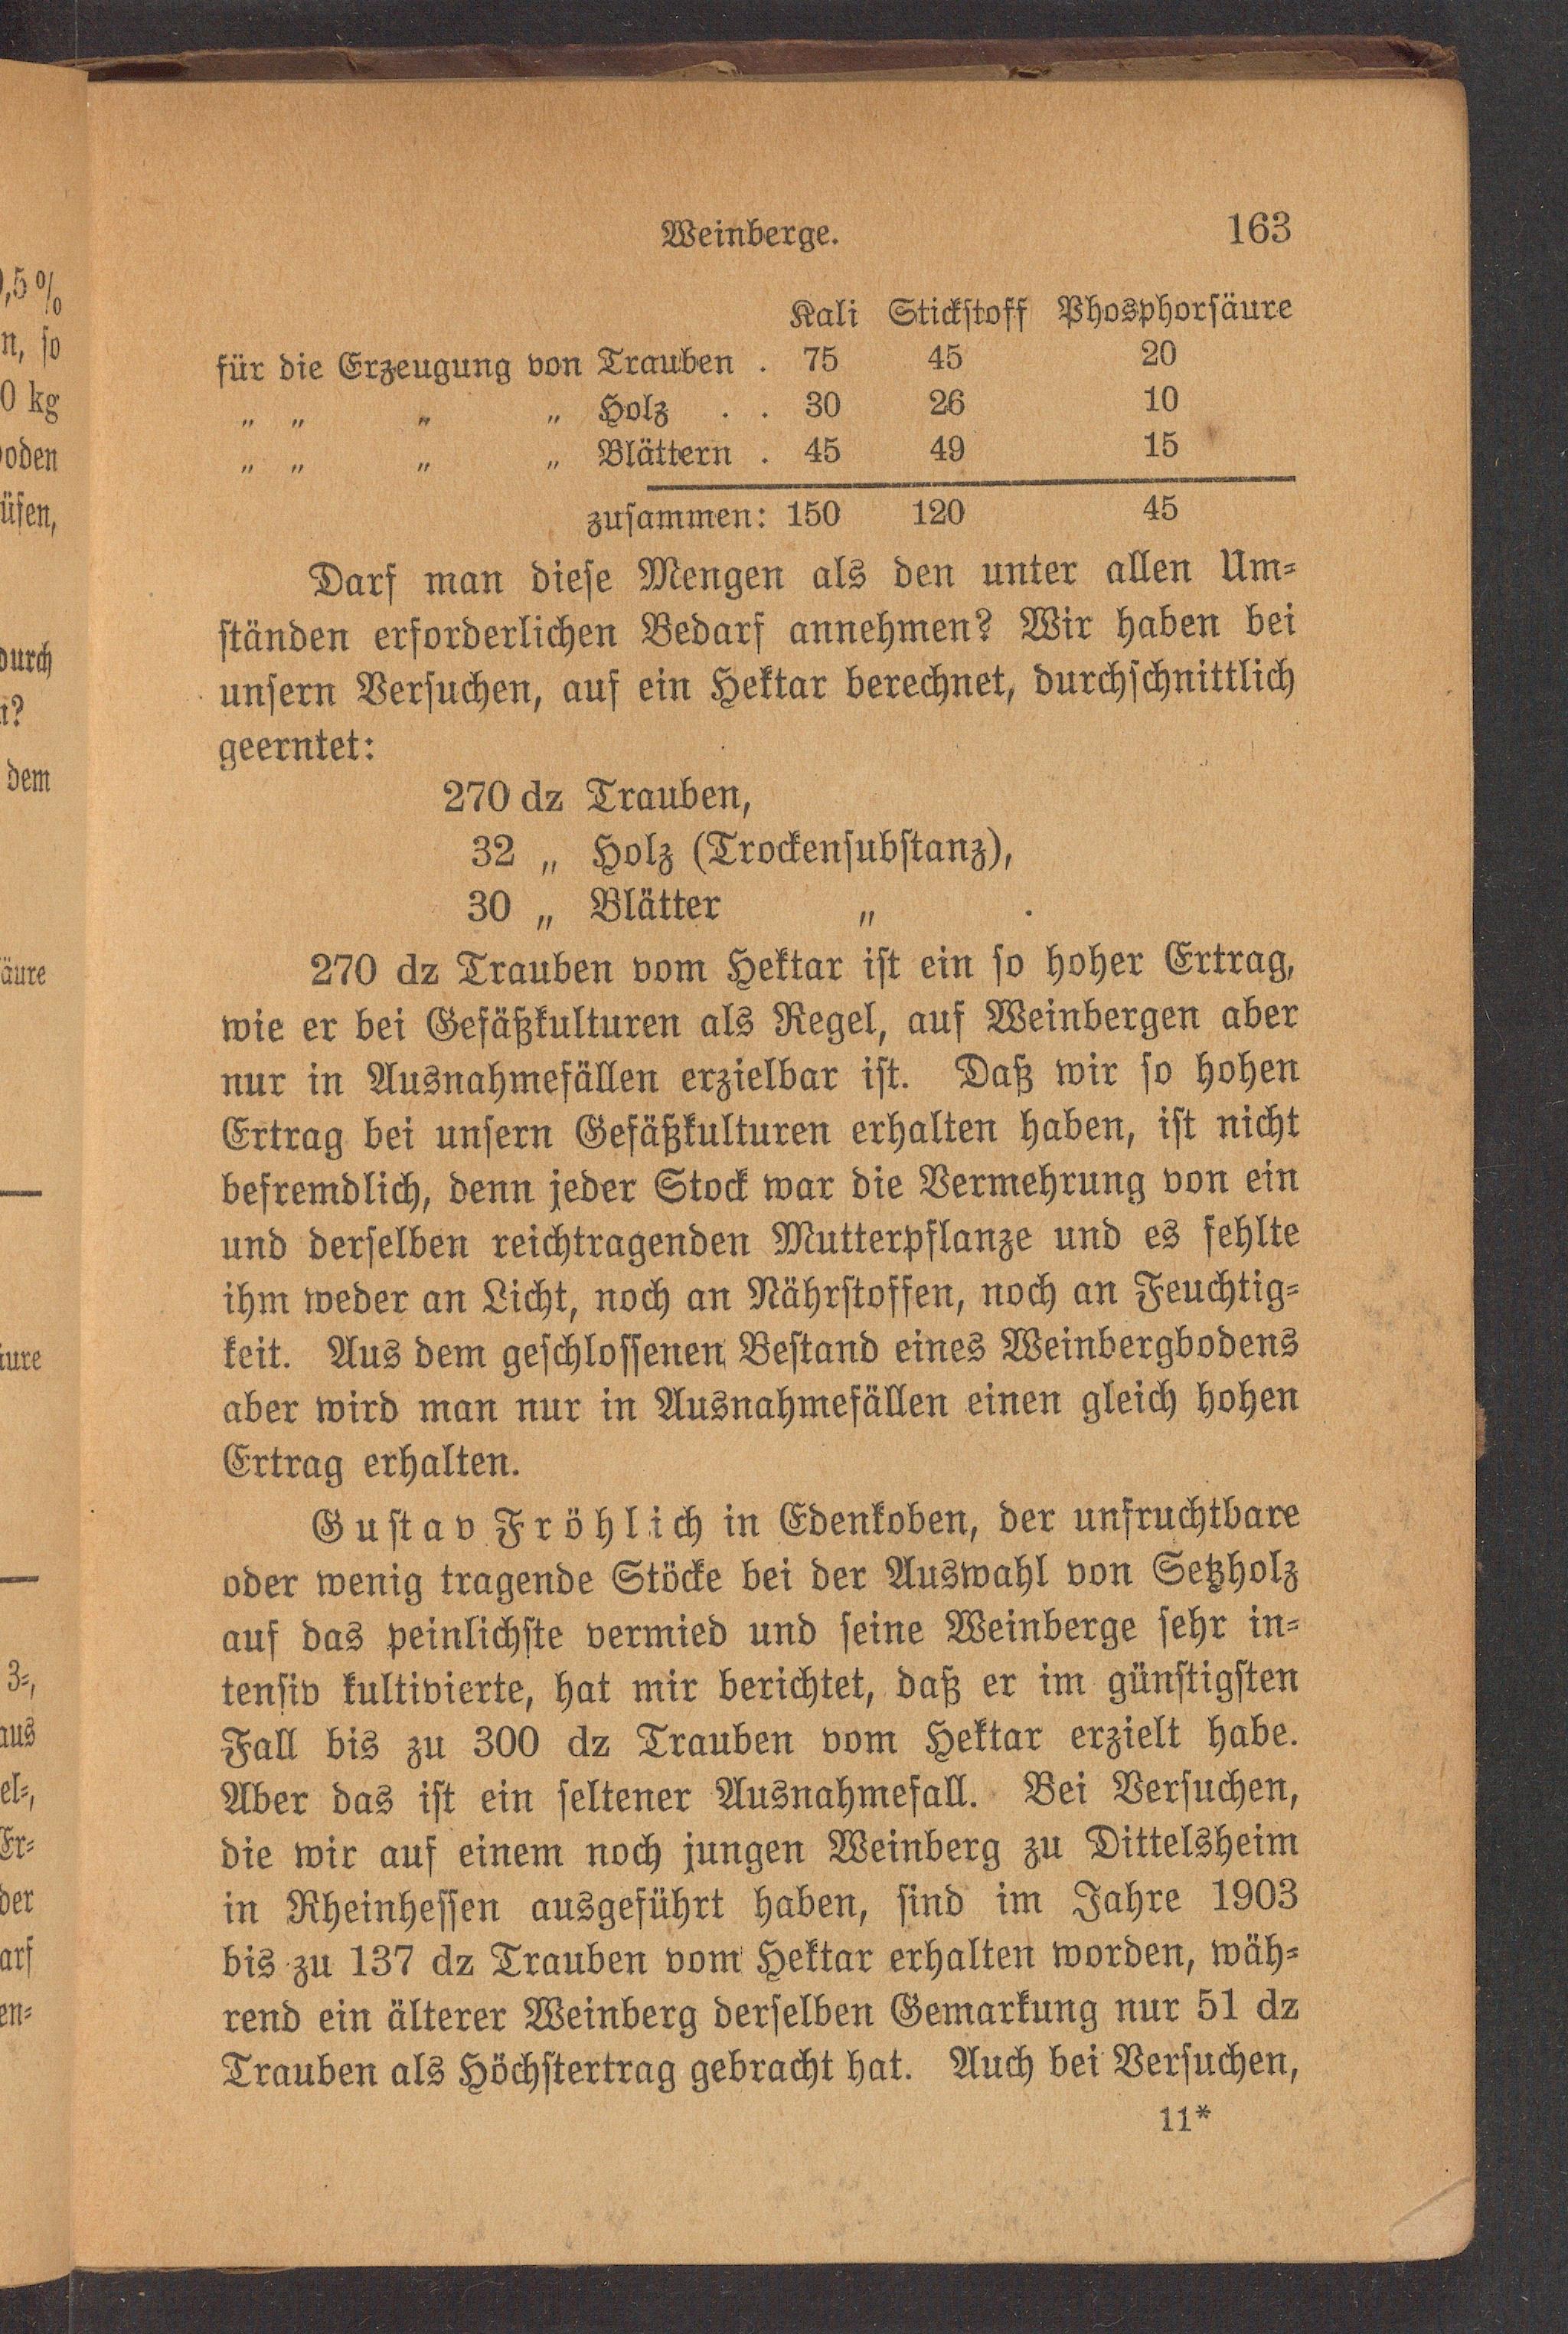 Weinberge. 163
Kali Stickstoff Phosphorsäure
für die Erzeugung von Trauben . 75 45 20
„ „ „ „ Holz . . 30 26 10
„ „ „ „ Blättern . 45 49 15
zusammen: 150 120 45
Darf man diese Mengen als den unter allen Um-
ständen erforderlichen Bedarf annehmen? Wir haben bei
unsern Versuchen, auf ein Hektar berechnet, durchschnittlich
geerntet:
270 dz Trauben,
32 „ Holz (Trockensubstanz),
30 „ Blätter „ .
270 dz Trauben vom Hektar ist ein so hoher Ertrag,
wie er bei Gefäßkulturen als Regel, auf Weinbergen aber
nur in Ausnahmefällen erzielbar ist. Daß wir so hohen
Ertrag bei unsern Gefäßkulturen erhalten haben, ist nicht
befremdlich, denn jeder Stock war die Vermehrung von ein
und derselben reichtragenden Mutterpflanze und es fehlte
ihm weder an Licht, noch an Nährstoffen, noch an Feuchtig-
keit. Aus dem geschlossenen Bestand eines Weinbergbodens
aber wird man nur in Ausnahmefällen einen gleich hohen
Ertrag erhalten.
Gustav Fröhlich in Edenkoben, der unfruchtbare
oder wenig tragende Stöcke bei der Auswahl von Setzholz
auf das peinlichste vermied und seine Weinberge sehr in-
tensiv kultivierte, hat mir berichtet, daß er im günstigsten
Fall bis zu 300 dz Trauben vom Hektar erzielt habe.
Aber das ist ein seltener Ausnahmefall. Bei Versuchen,
die wir auf einem noch jungen Weinberg zu Dittelsheim
in Rheinhessen ausgeführt haben, sind im Jahre 1903
bis zu 137 dz Trauben vom Hektar erhalten worden, wäh-
rend ein älterer Weinberg derselben Gemarkung nur 51 dz
Trauben als Höchstertrag gebracht hat. Auch bei Versuchen,
11*